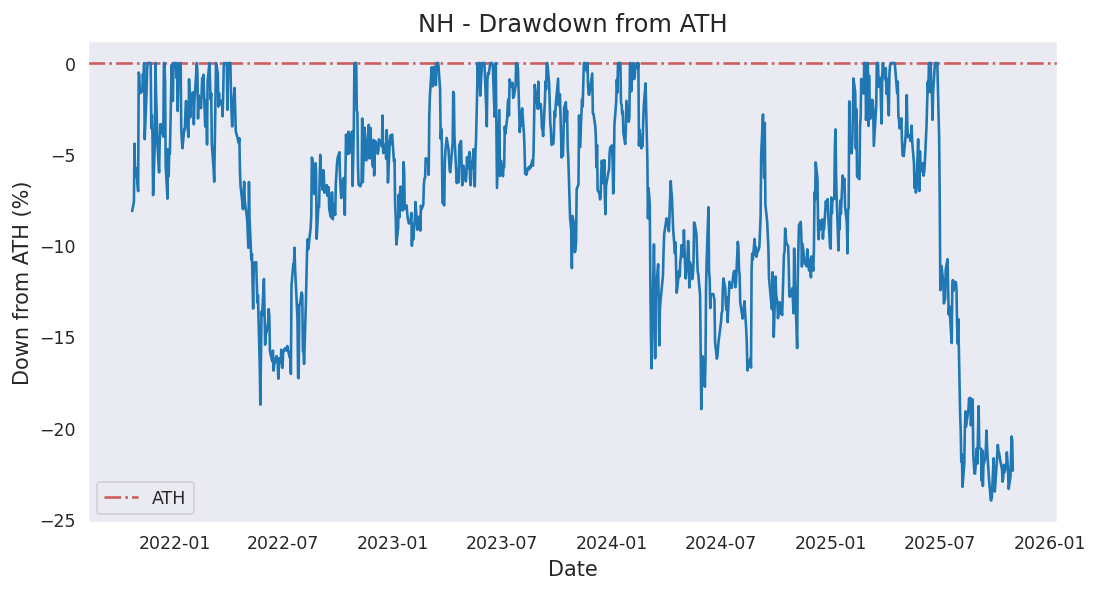 NH - Drawdown from ATH
Down from ATH (%)
0
−5
−10
−15
−20
−25
ATH
2022-01 2022-07 2023-01 2023-07 2024-01 2024-07 2025-01 2025-07 2026-01
Date